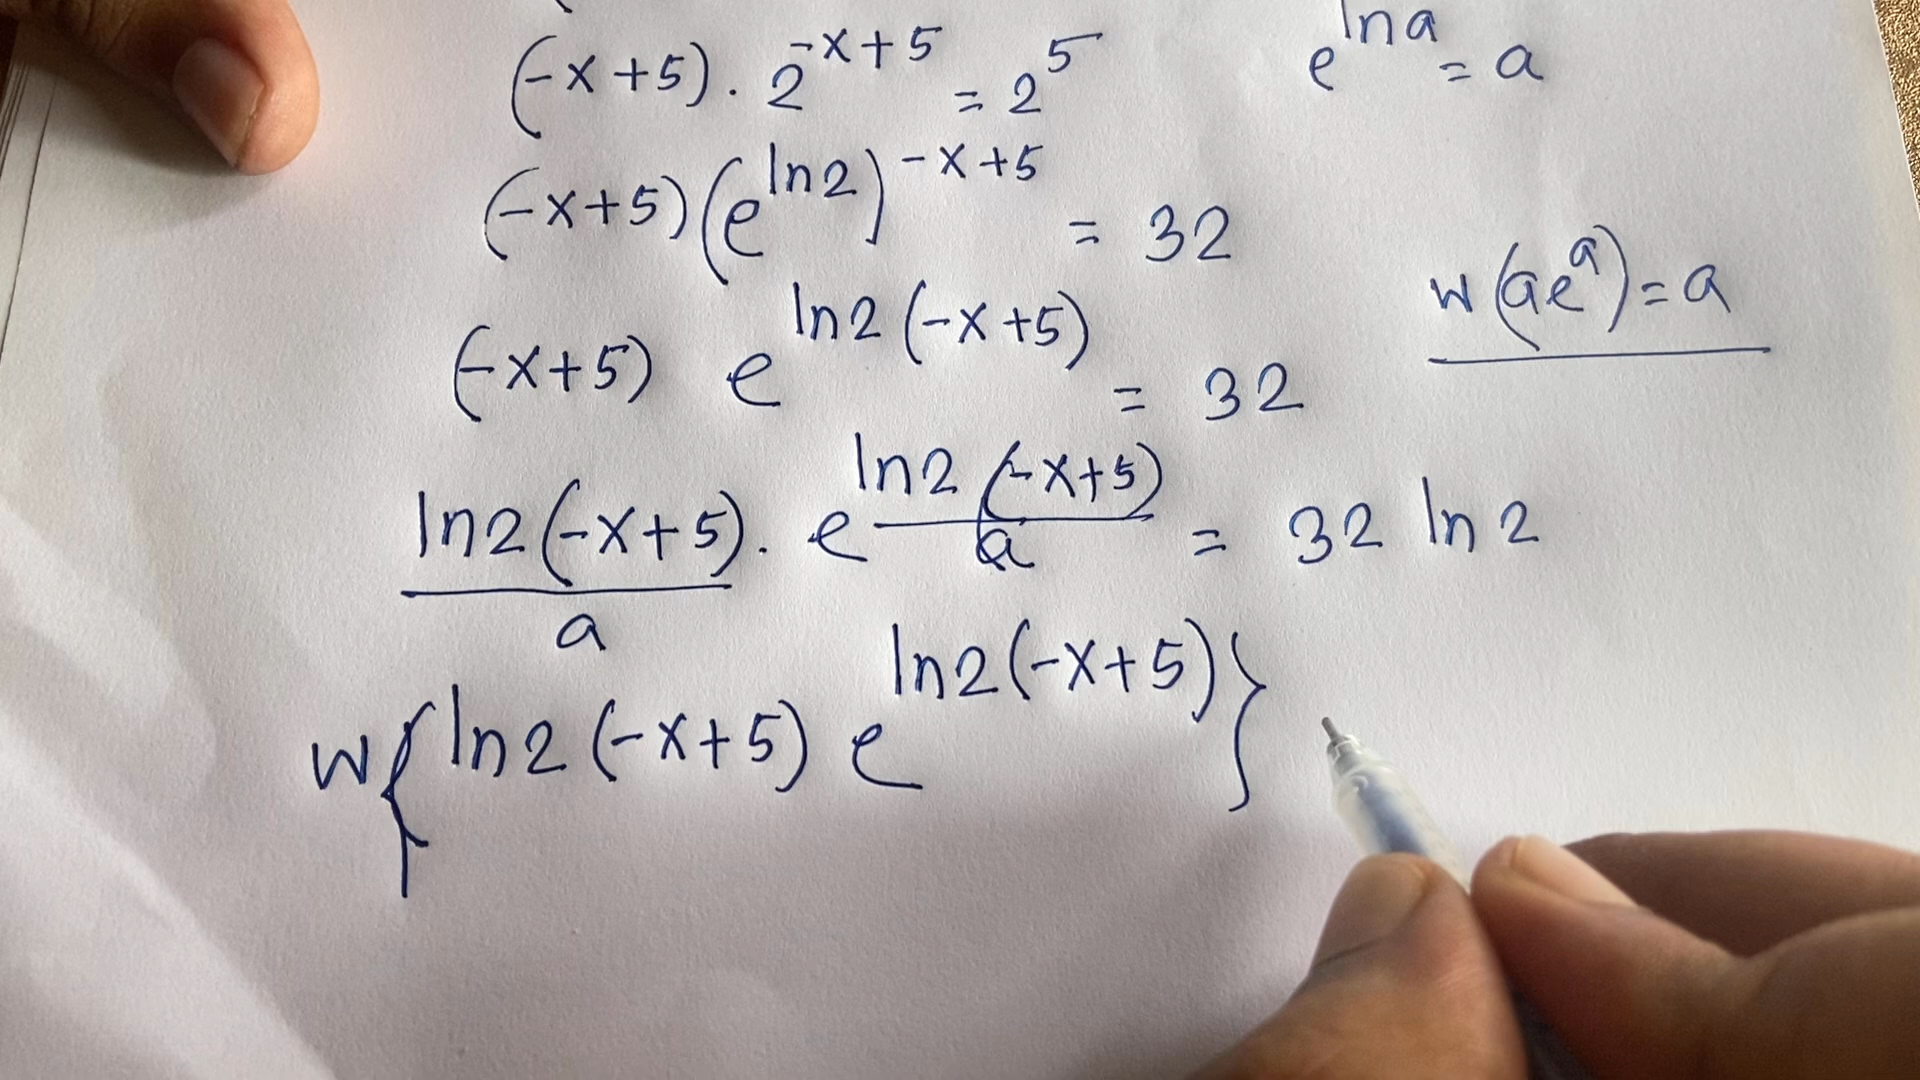 (-x+5). 2^{-x+5} = 2^5
e^{ln a} = a
(-x+5)(e^{ln2})^{-x+5} = 32
w(ae^a) = a
(-x+5) e^{ln2(-x+5)} = 32
ln2(-x+5). e^{ln2(-x+5)} = 32 ln2
a
a
w{ln2(-x+5) e^{ln2(-x+5)}}